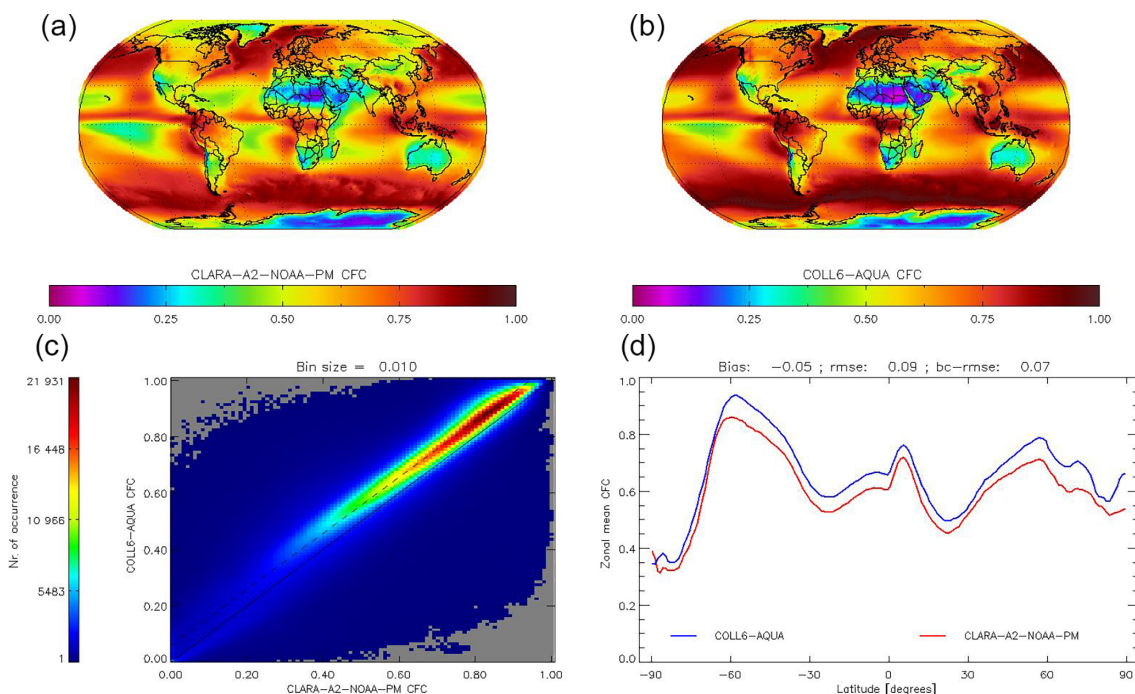 (a)
(b)
CLARA-A2-NOAA-PM CFC
0.00 0.25 0.50 0.75 1.00
COLL6-AQUA CFC
0.00 0.25 0.50 0.75 1.00
(c)
Bin size = 0.010
21 931
16 448
10 966
5483
1
Nr. of occurrence
1.00
0.80
0.60
0.40
0.20
0.00
COLL6-AQUA CFC
0.00 0.20 0.40 0.60 0.80 1.00
CLARA-A2-NOAA-PM CFC
(d)
Bias: -0.05 ; rmse: 0.09 ; bc-rmse: 0.07
1.0
0.8
0.6
0.4
0.2
0.0
Zonal mean CFC
COLL6-AQUA
CLARA-A2-NOAA-PM
-90 -60 -30 0 30 60 90
Latitude [degrees]